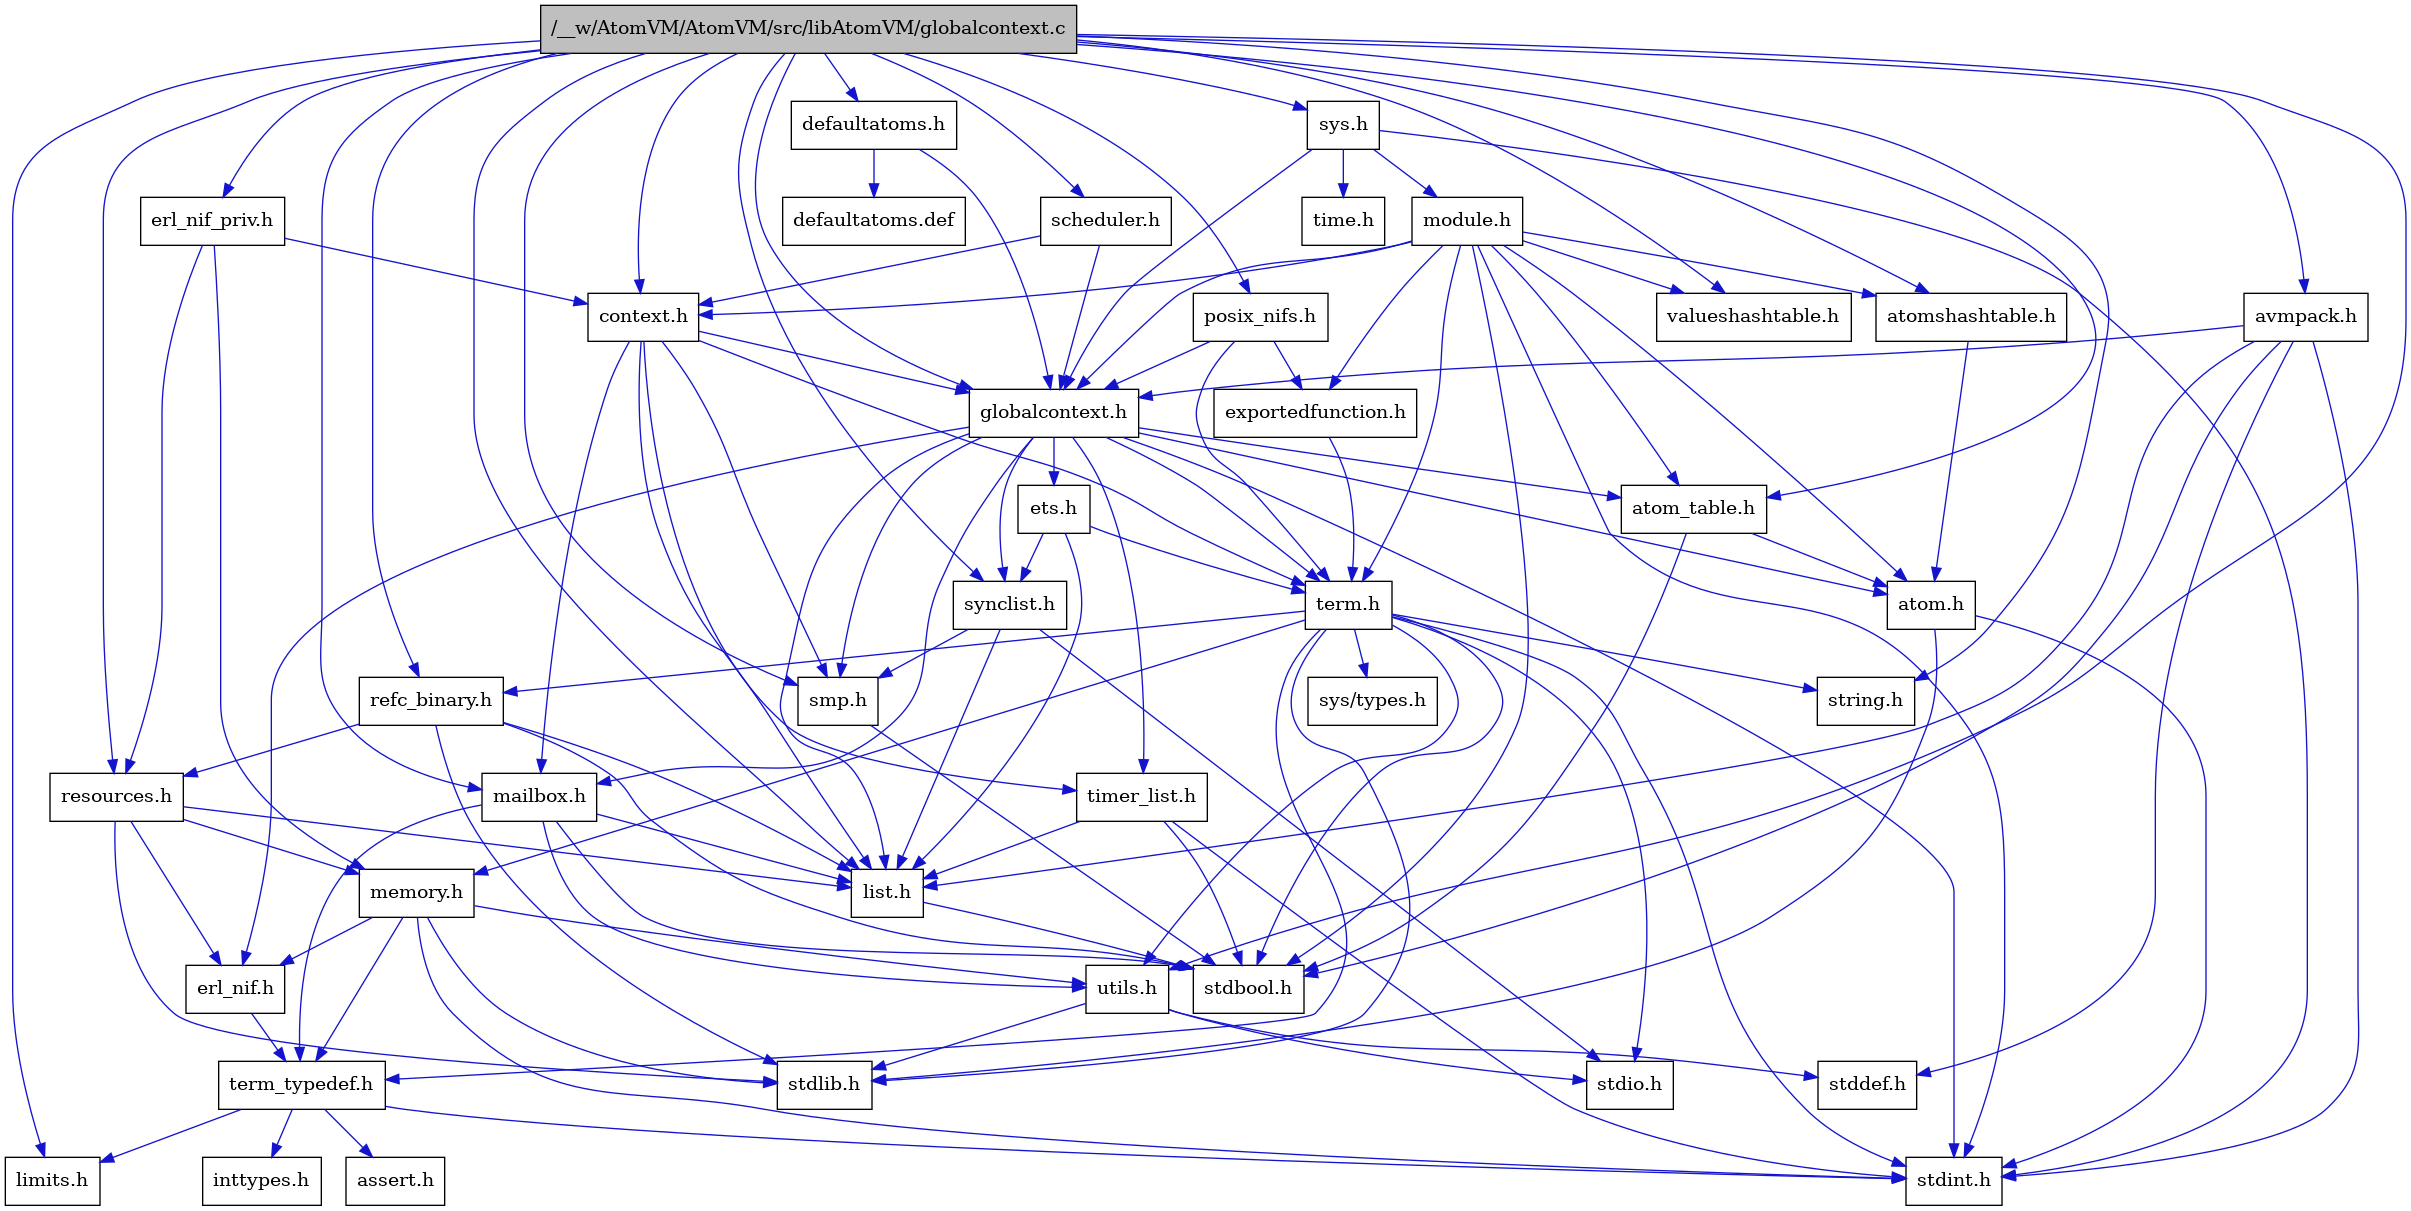 /__w/AtomVM/AtomVM/src/libAtomVM/globalcontext.c
defaultatoms.h
sys.h
erl_nif_priv.h
defaultatoms.def
scheduler.h
time.h
module.h
context.h
posix_nifs.h
valueshashtable.h
atomshashtable.h
avmpack.h
globalcontext.h
exportedfunction.h
ets.h
atom_table.h
synclist.h
term.h
atom.h
refc_binary.h
smp.h
sys/types.h
string.h
resources.h
mailbox.h
timer_list.h
memory.h
list.h
erl_nif.h
utils.h
stdbool.h
term_typedef.h
stdlib.h
stdio.h
stddef.h
limits.h
inttypes.h
assert.h
stdint.h